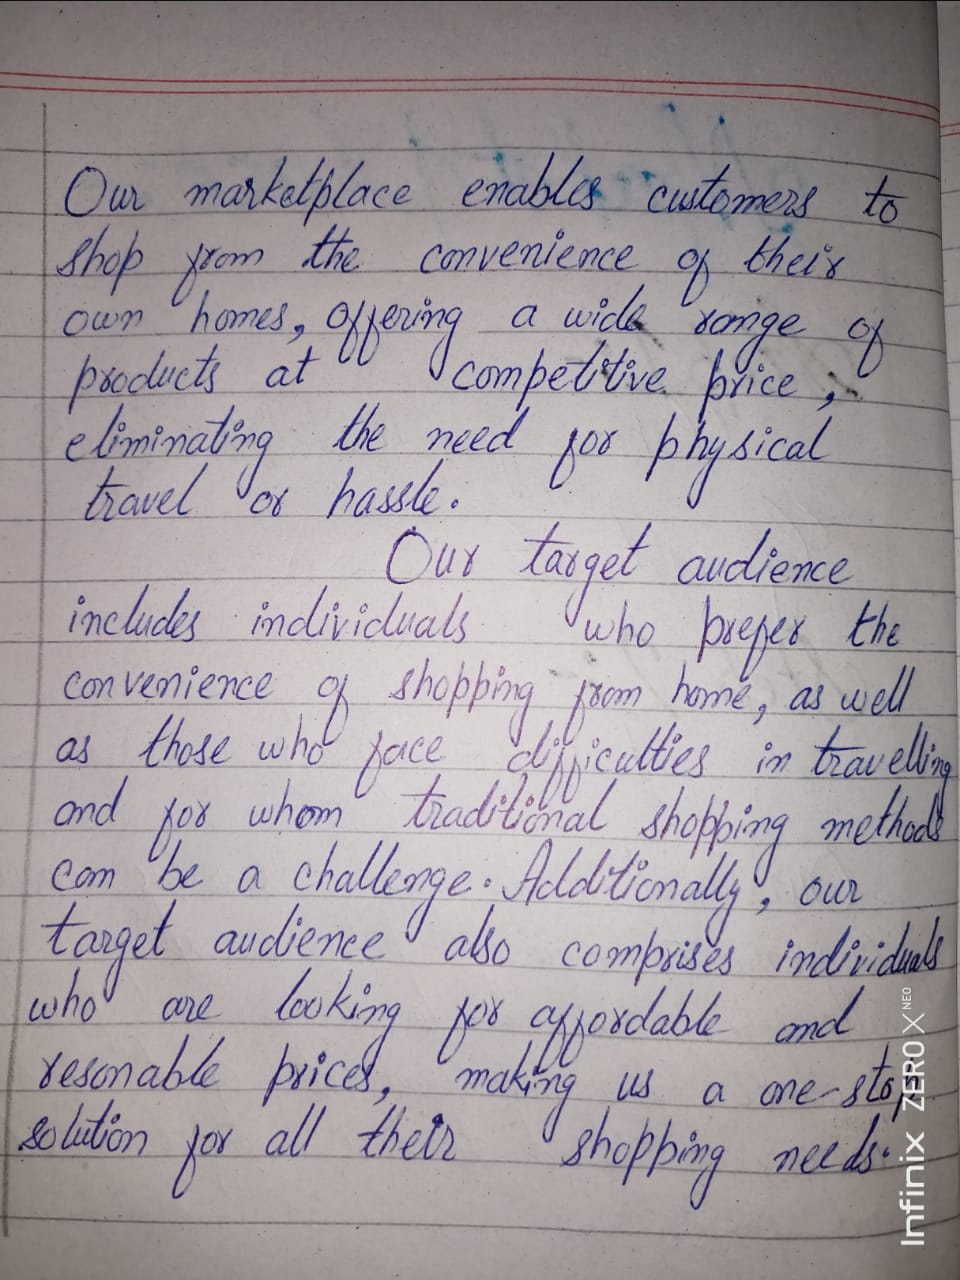 Our marketplace enables customers to
shop from the convenience of their
own homes, offering a wide range of
products at competitive price,
eliminating the need for physical
travel or hassle.
Our target audience
includes individuals who prefer the
convenience of shopping from home, as well
as those who face difficulties in travelling
and for whom traditional shopping methods
can be a challenge. Additionally, our
target audience also comprises individuals
who are looking for affordable and
resonable prices, making us a one-stop
solution for all their shopping needs.
Infinix ZERO X NEO